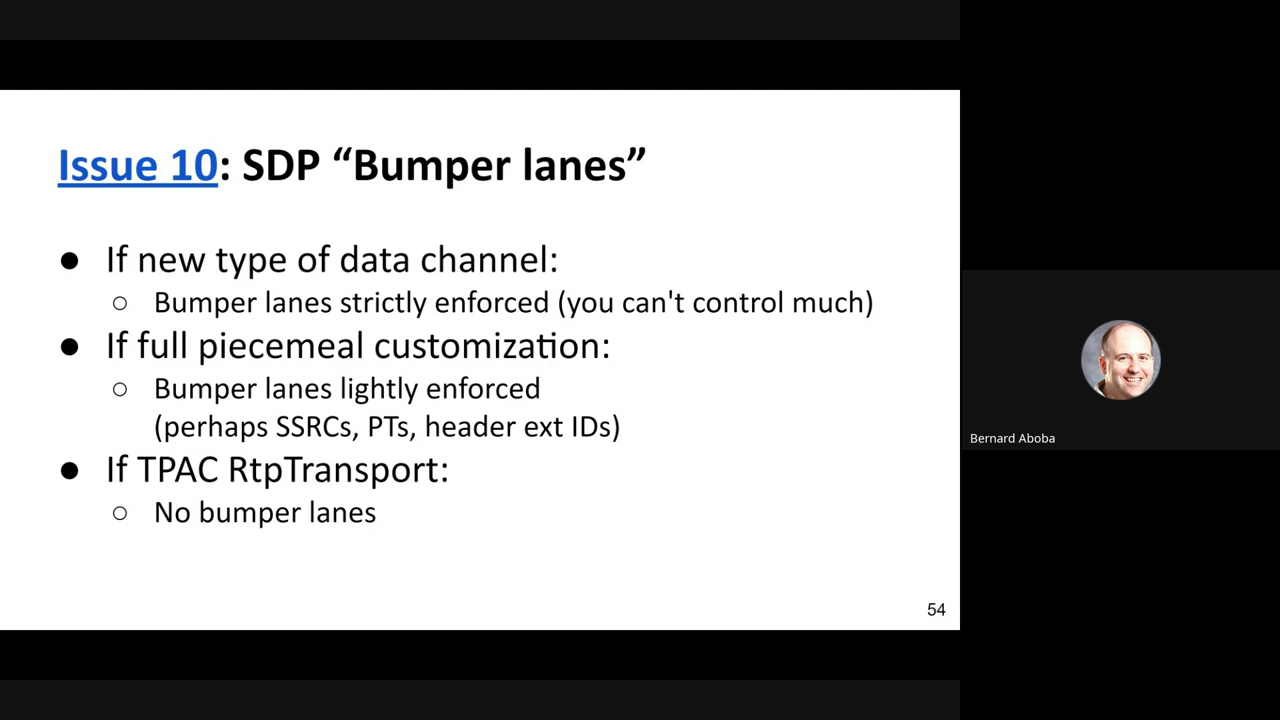 Issue 10: SDP “Bumper lanes”
● If new type of data channel:
○ Bumper lanes strictly enforced (you can't control much)
● If full piecemeal customization:
○ Bumper lanes lightly enforced
(perhaps SSRCs, PTs, header ext IDs)
● If TPAC RtpTransport:
○ No bumper lanes
54
Bernard Aboba